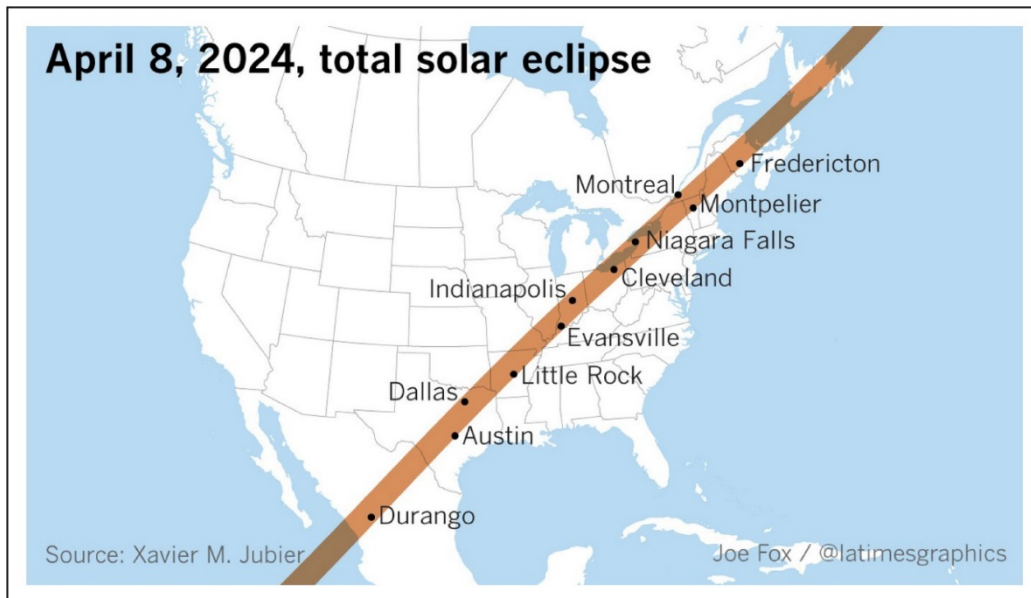 April 8, 2024, total solar eclipse
Fredericton
Montreal
Montpelier
Niagara Falls
Cleveland
Indianapolis
Evansville
Little Rock
Dallas
Austin
Durango
Source: Xavier M. Jubier
Joe Fox / @latimesgraphics